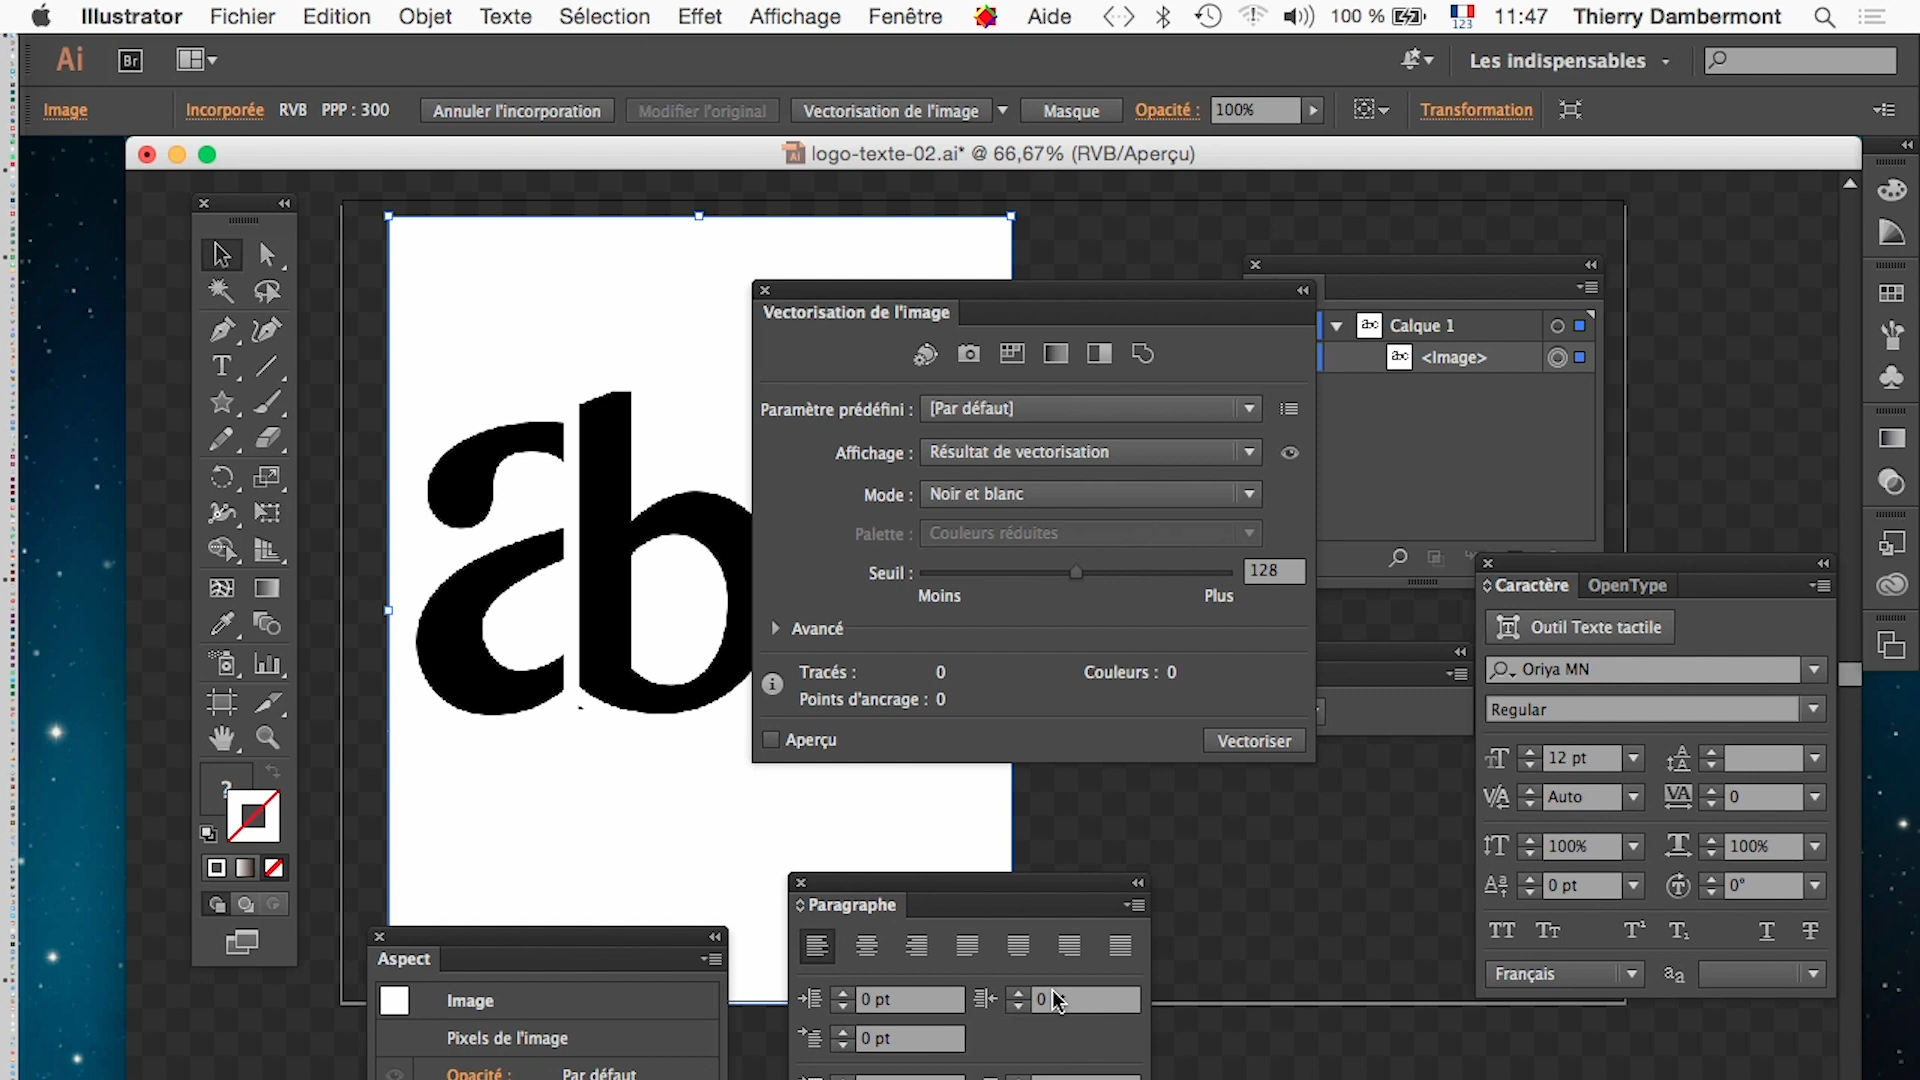 Illustrator Fichier Edition Objet Texte Sélection Effet Affichage Fenêtre Aide 100 % 123 11:47 Thierry Dambermont
Ai Br Les indispensables
Image Incorporée RVB PPP : 300 Annuler l'incorporation Modifier l'original Vectorisation de l'image Masque Opacité : 100% Transformation
logo-texte-02.ai* @ 66,67% (RVB/Aperçu)
ab
Vectorisation de l'image
Paramètre prédéfini : [Par défaut]
Affichage : Résultat de vectorisation
Mode : Noir et blanc
Palette : Couleurs réduites
Seuil : 128
Moins Plus
Avancé
Tracés : 0 Couleurs : 0
Points d'ancrage : 0
Aperçu Vectoriser
abc Calque 1
abc <Image>
Caractère OpenType
Outil Texte tactile
Oriya MN
Regular
12 pt
Auto 0
100% 100%
0 pt 0°
Français
Paragraphe
0 pt 0
0 pt
Aspect
Image
Pixels de l'image
Opacité : Par défaut